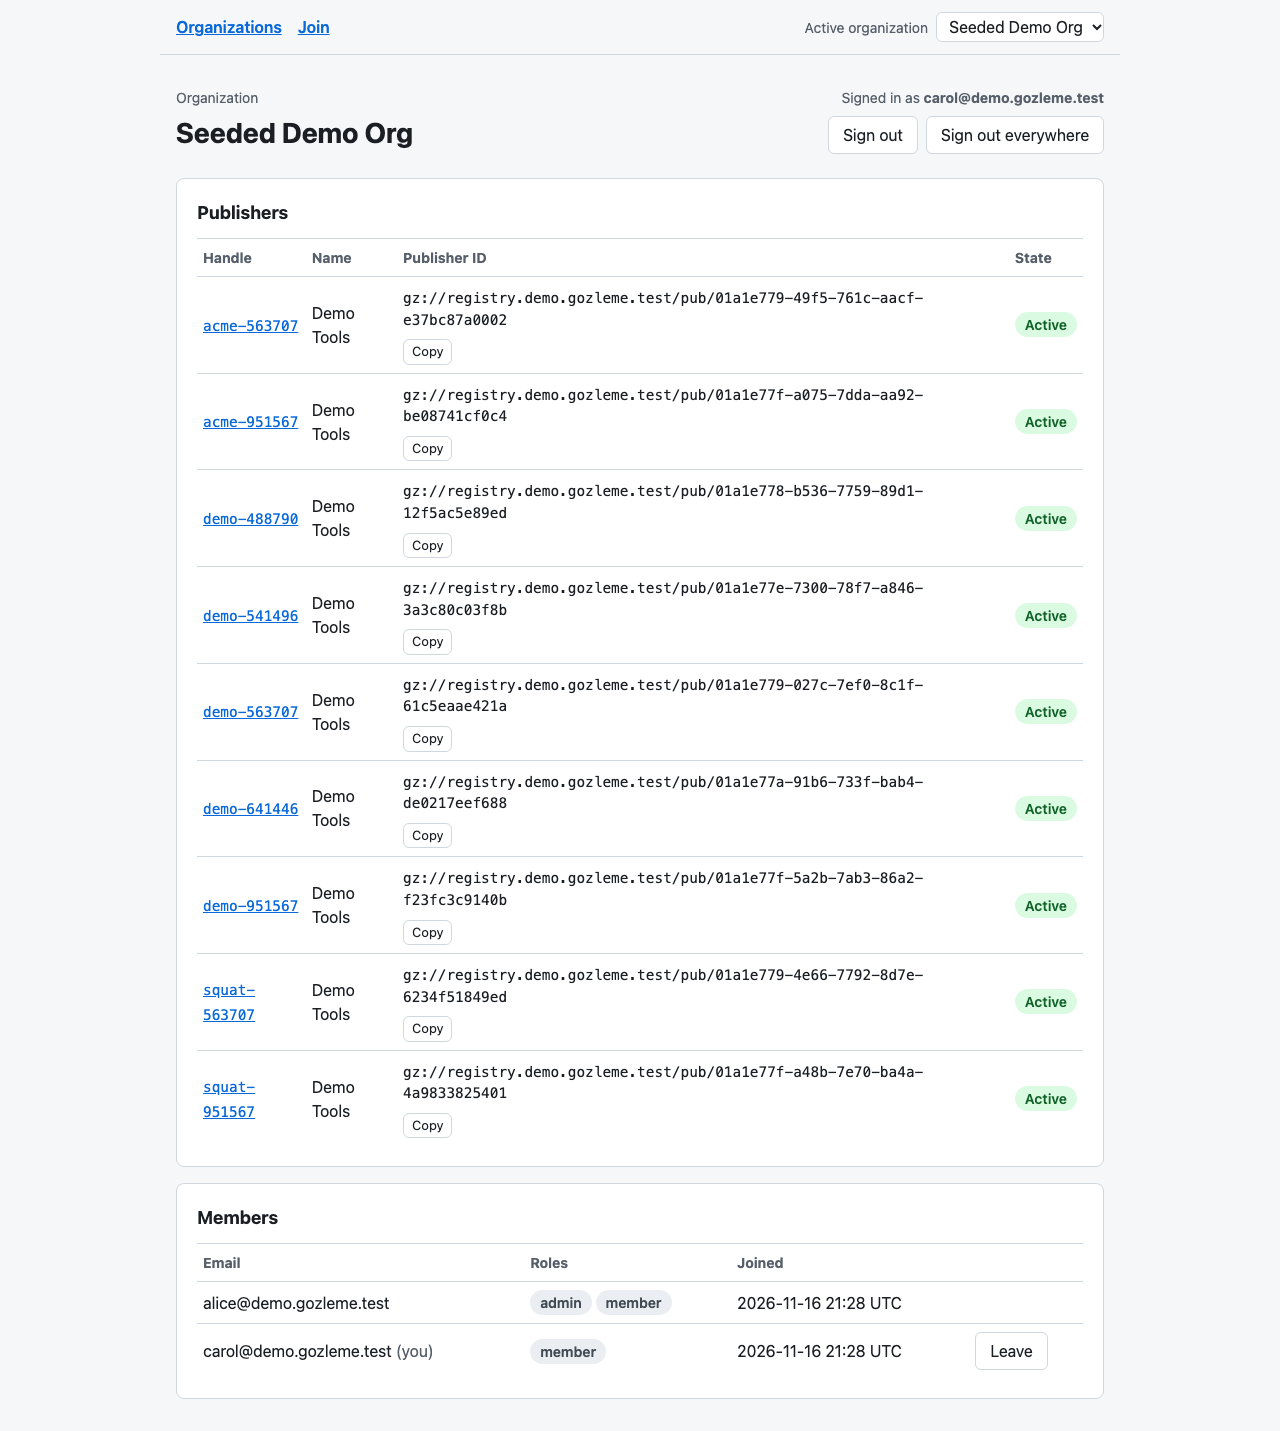 Organizations Join Active organization Seeded Demo Org
Organization Signed in as carol@demo.gozleme.test
Seeded Demo Org Sign out Sign out everywhere
Publishers
Handle Name Publisher ID State
acme-563707 Demo Tools gz://registry.demo.gozleme.test/pub/01a1e779-49f5-761c-aacf-
e37bc87a0002
Copy Active
acme-951567 Demo Tools gz://registry.demo.gozleme.test/pub/01a1e77f-a075-7dda-aa92-
be08741cf0c4
Copy Active
demo-488790 Demo Tools gz://registry.demo.gozleme.test/pub/01a1e778-b536-7759-89d1-
12f5ac5e89ed
Copy Active
demo-541496 Demo Tools gz://registry.demo.gozleme.test/pub/01a1e77e-7300-78f7-a846-
3a3c80c03f8b
Copy Active
demo-563707 Demo Tools gz://registry.demo.gozleme.test/pub/01a1e779-027c-7ef0-8c1f-
61c5eaae421a
Copy Active
demo-641446 Demo Tools gz://registry.demo.gozleme.test/pub/01a1e77a-91b6-733f-bab4-
de0217eef688
Copy Active
demo-951567 Demo Tools gz://registry.demo.gozleme.test/pub/01a1e77f-5a2b-7ab3-86a2-
f23fc3c9140b
Copy Active
squat-563707 Demo Tools gz://registry.demo.gozleme.test/pub/01a1e779-4e66-7792-8d7e-
6234f51849ed
Copy Active
squat-951567 Demo Tools gz://registry.demo.gozleme.test/pub/01a1e77f-a48b-7e70-ba4a-
4a9833825401
Copy Active
Members
Email Roles Joined
alice@demo.gozleme.test admin member 2026-11-16 21:28 UTC
carol@demo.gozleme.test (you) member 2026-11-16 21:28 UTC Leave